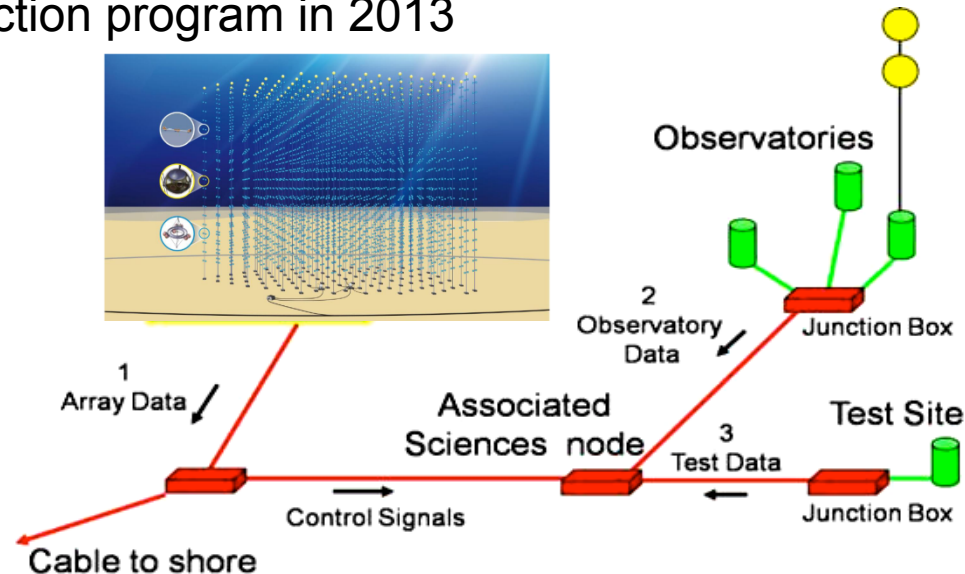 ction program in 2013
Observatories
2
Observatory
Data
Junction Box
1
Array Data
Associated
Sciences node
3
Test Data
Test Site
Control Signals
Junction Box
Cable to shore